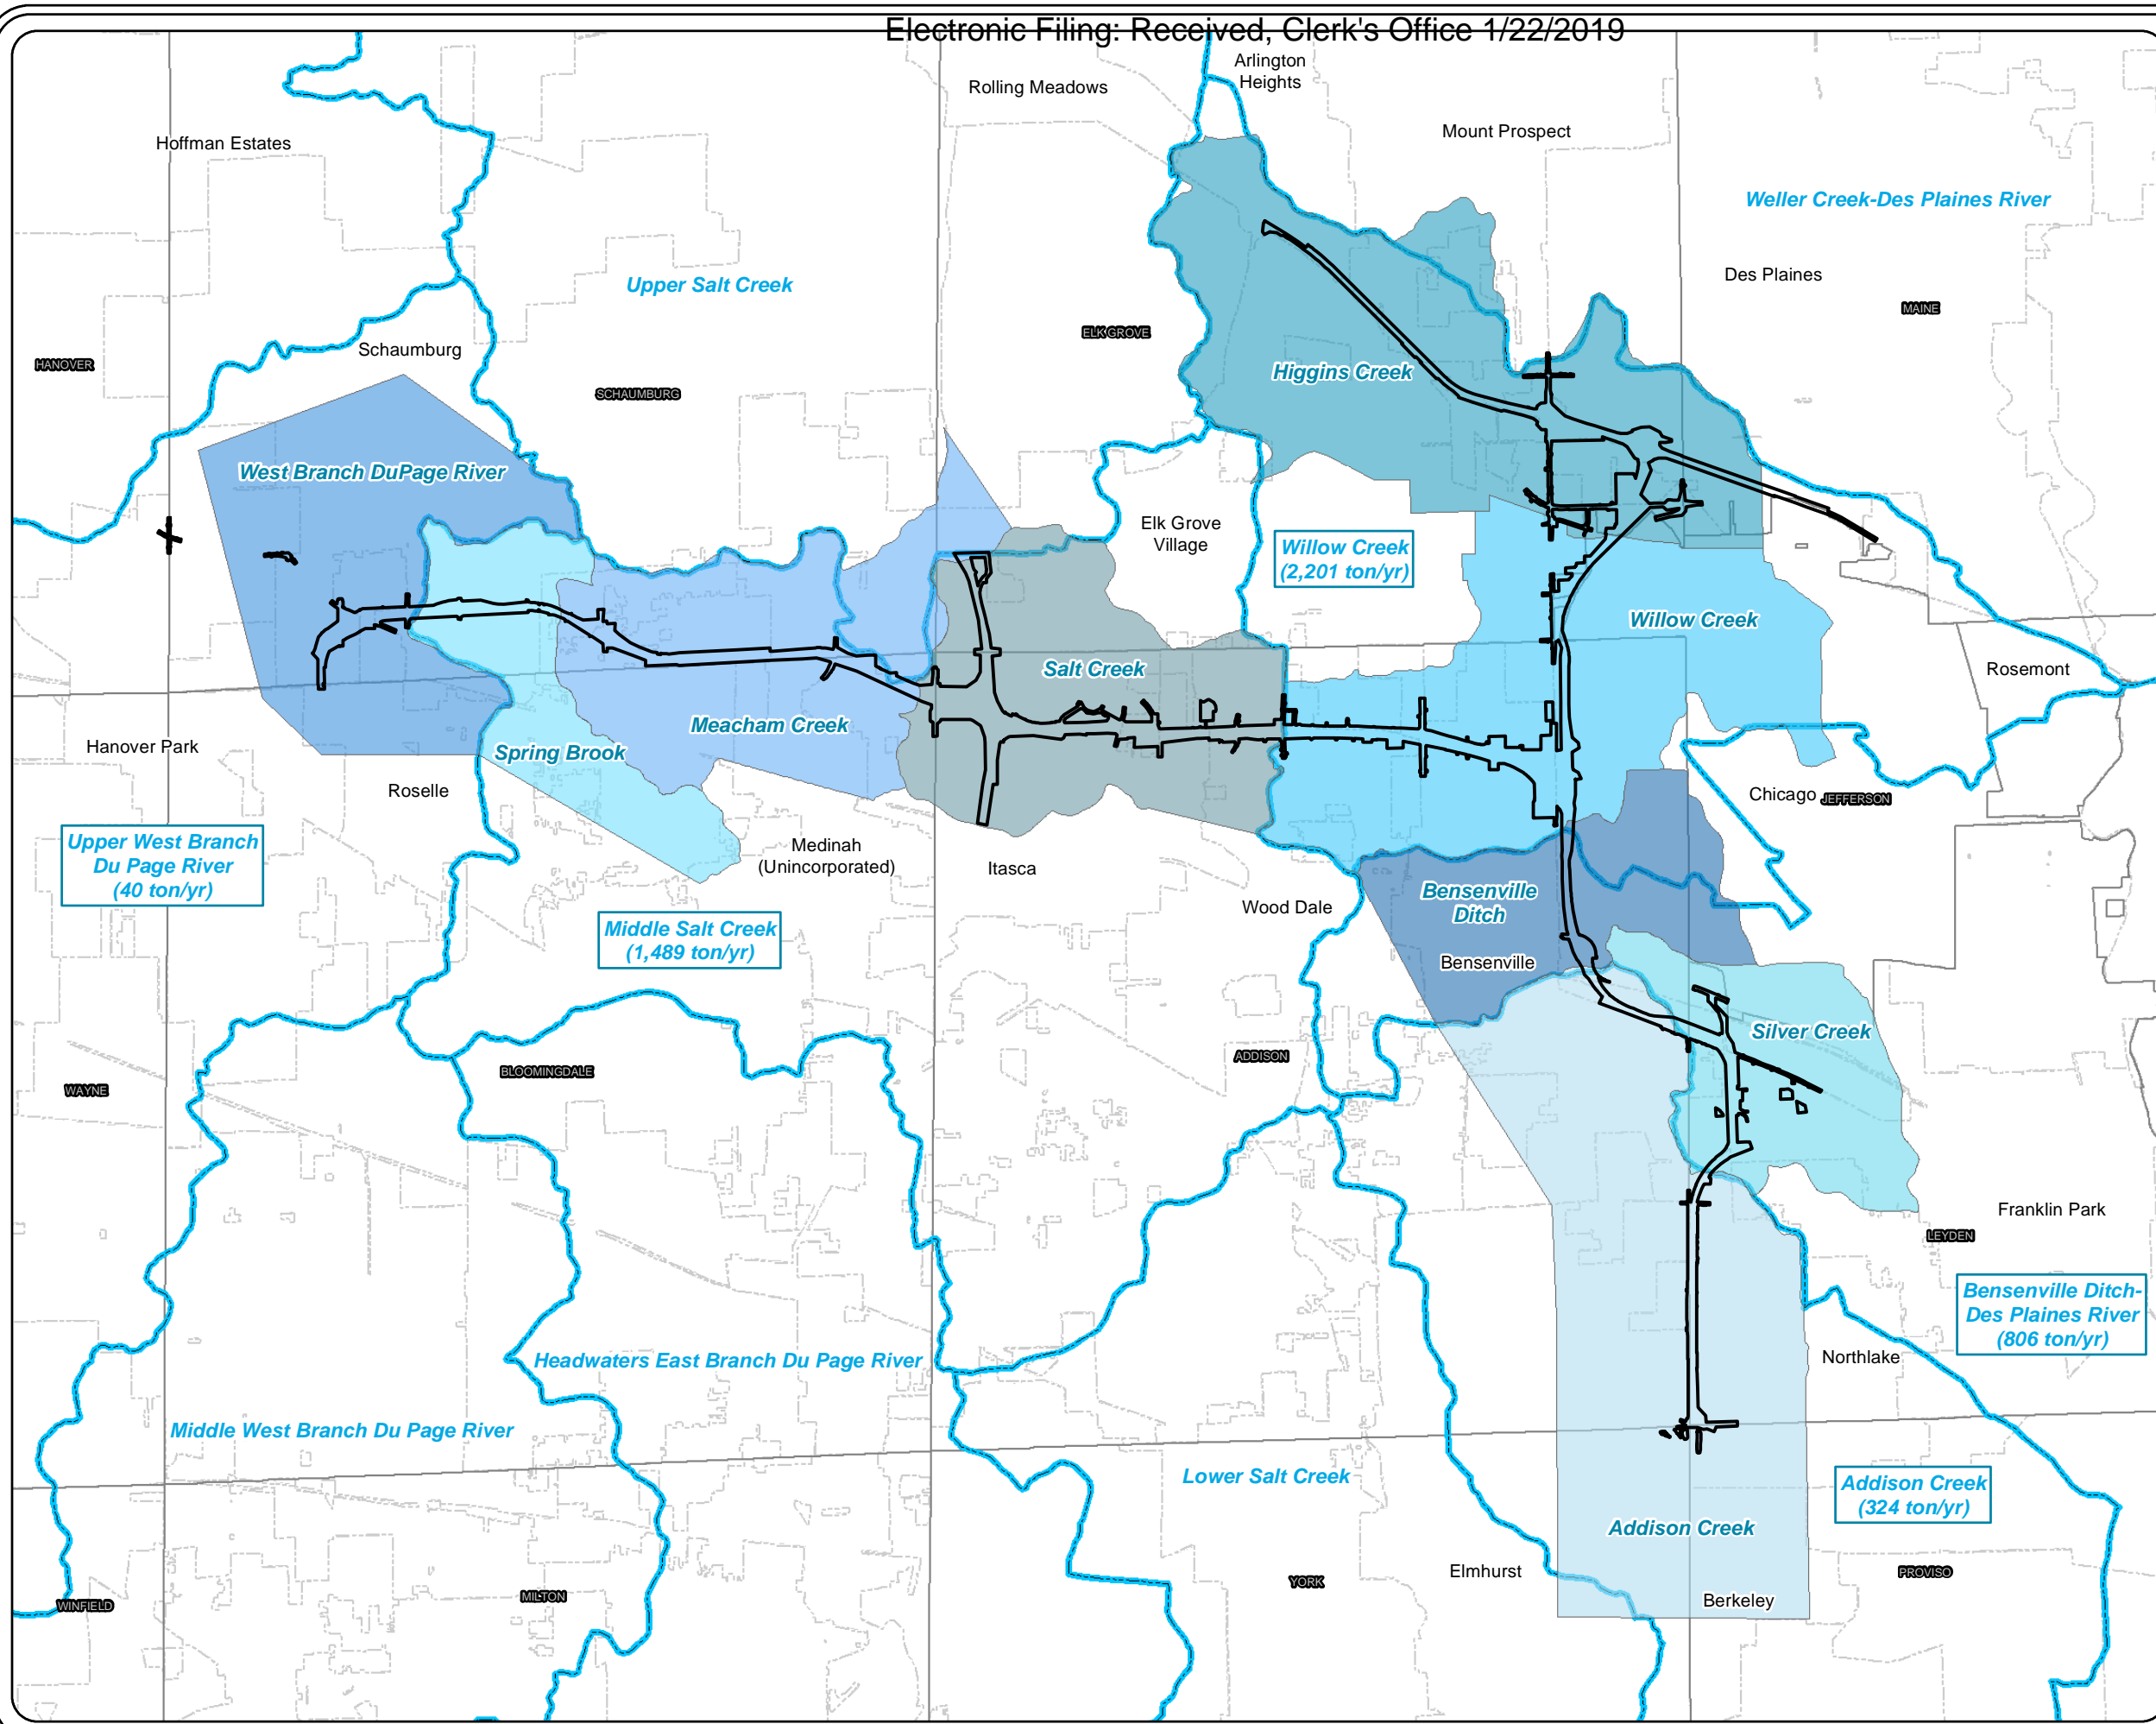 Electronic Filing: Received, Clerk's Office 1/22/2019
Arlington
Heights
Rolling Meadows
Mount Prospect
Hoffman Estates
Weller Creek-Des Plaines River
Des Plaines
Upper Salt Creek
MAINE
ELK GROVE
Schaumburg
HANOVER
Higgins Creek
SCHAUMBURG
West Branch DuPage River
Elk Grove
Village
Willow Creek
(2,201 ton/yr)
Willow Creek
Rosemont
Salt Creek
Meacham Creek
Hanover Park
Spring Brook
Roselle
Chicago
JEFFERSON
Upper West Branch
Du Page River
(40 ton/yr)
Medinah
(Unincorporated)
Itasca
Bensenville
Ditch
Wood Dale
Middle Salt Creek
(1,489 ton/yr)
Bensenville
Silver Creek
ADDISON
BLOOMINGDALE
WAYNE
Franklin Park
LEYDEN
Bensenville Ditch-
Des Plaines River
(806 ton/yr)
Northlake
Headwaters East Branch Du Page River
Middle West Branch Du Page River
Lower Salt Creek
Addison Creek
(324 ton/yr)
Addison Creek
Elmhurst
PROVISO
YORK
MILTON
Berkeley
WINFIELD